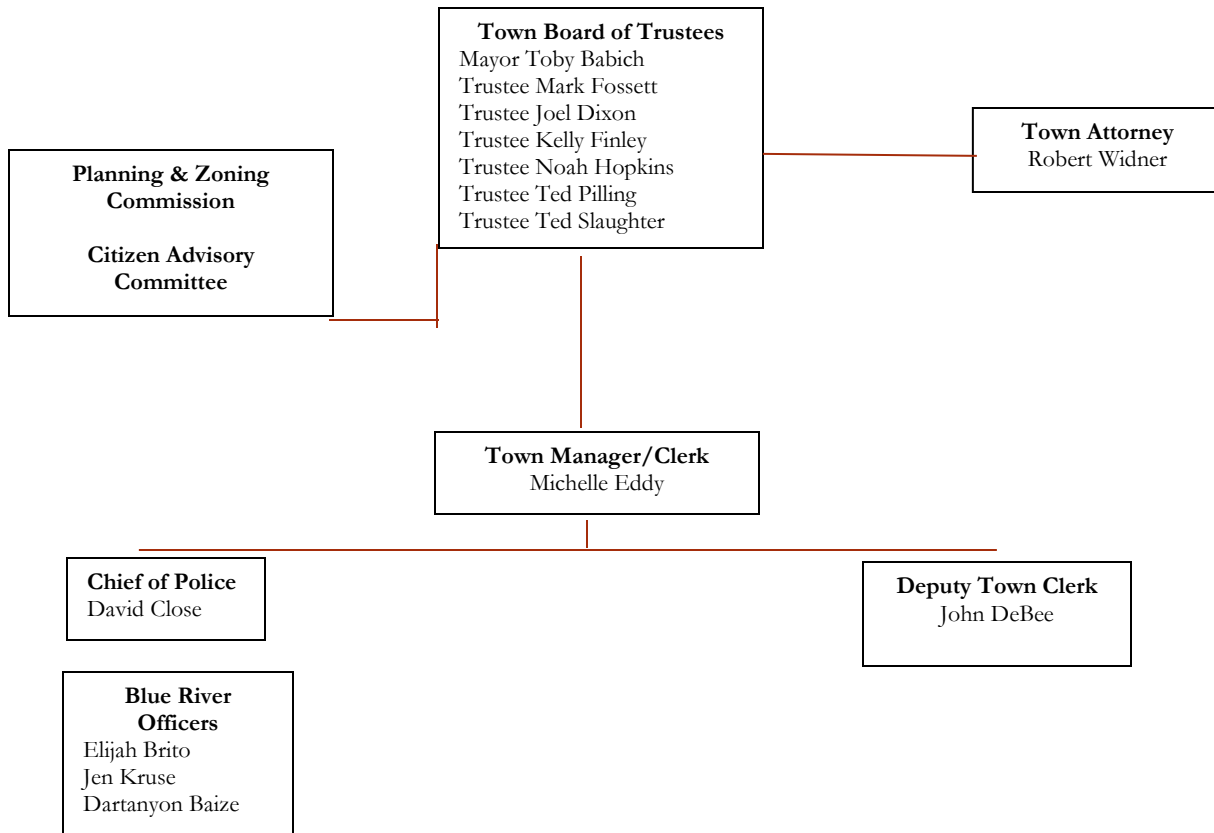 Town Board of Trustees
Mayor Toby Babich
Trustee Mark Fossett
Trustee Joel Dixon
Trustee Kelly Finley
Trustee Noah Hopkins
Trustee Ted Pilling
Trustee Ted Slaughter
Town Attorney
Robert Widner
Planning & Zoning
Commission
Citizen Advisory
Committee
Town Manager/Clerk
Michelle Eddy
Chief of Police
David Close
Deputy Town Clerk
John DeBee
Blue River
Officers
Elijah Brito
Jen Kruse
Dartanyon Baize